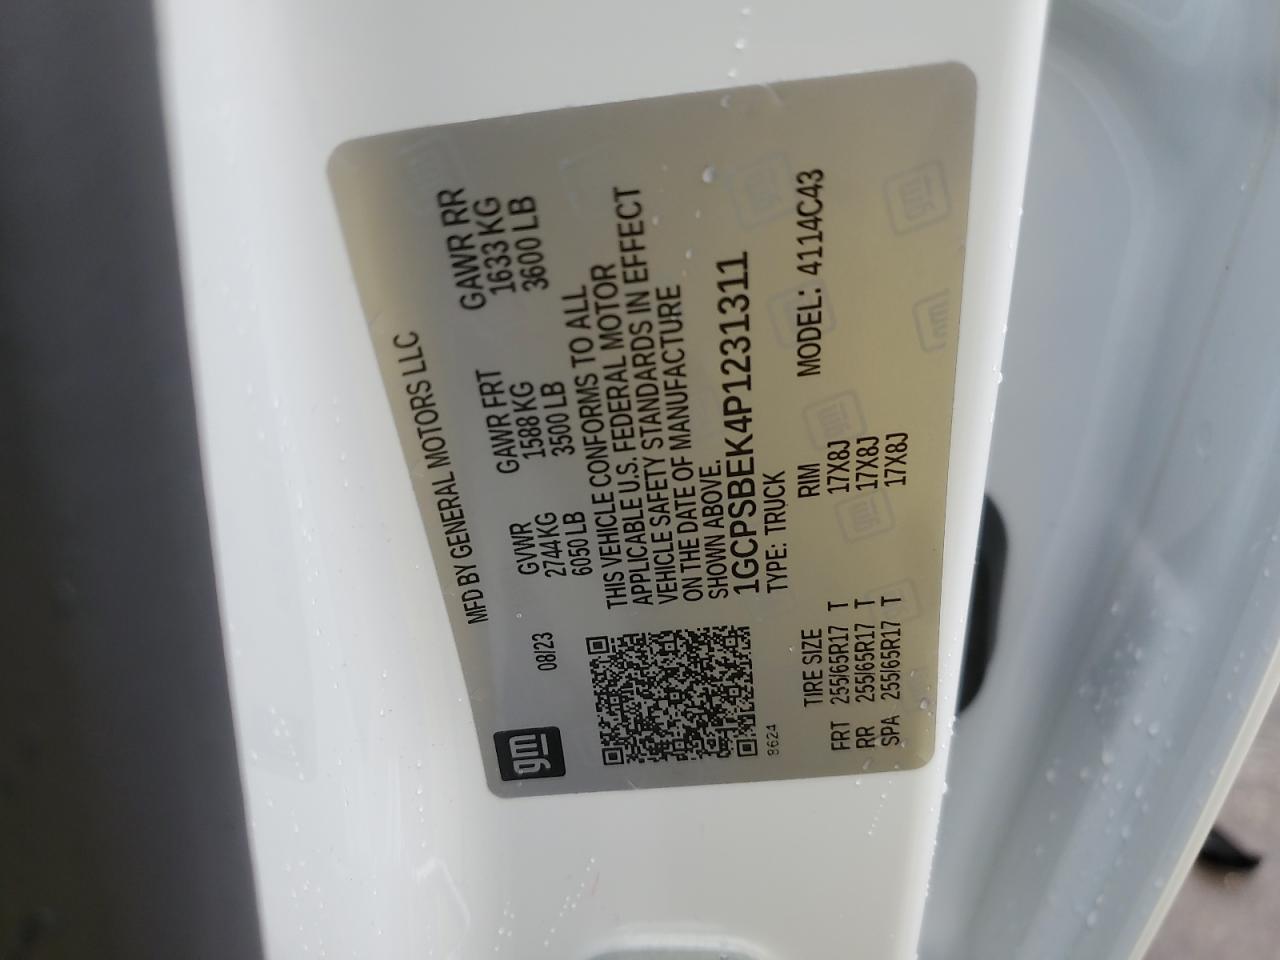 MFD BY GENERAL MOTORS LLC
gm
08/23
GVWR GAWR FRT GAWR RR
2744 KG 1588 KG 1633 KG
6050 LB 3500 LB 3600 LB
THIS VEHICLE CONFORMS TO ALL
APPLICABLE U.S. FEDERAL MOTOR
VEHICLE SAFETY STANDARDS IN EFFECT
ON THE DATE OF MANUFACTURE
SHOWN ABOVE.
1GCPSBEK4P1231311
9624
TYPE: TRUCK MODEL: 4114C43
TIRE SIZE RIM
FRT 255/65R17 T 17X8J
RR 255/65R17 T 17X8J
SPA 255/65R17 T 17X8J